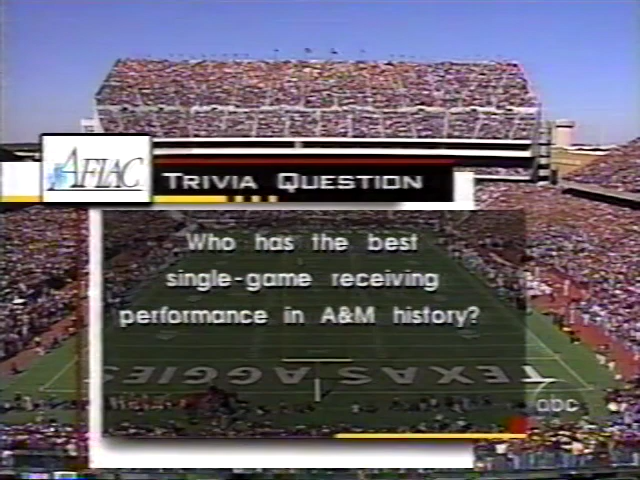 AFLAC
TRIVIA QUESTION
Who has the best
single-game receiving
performance in A&M history?
TEXAS AGGIES
abc